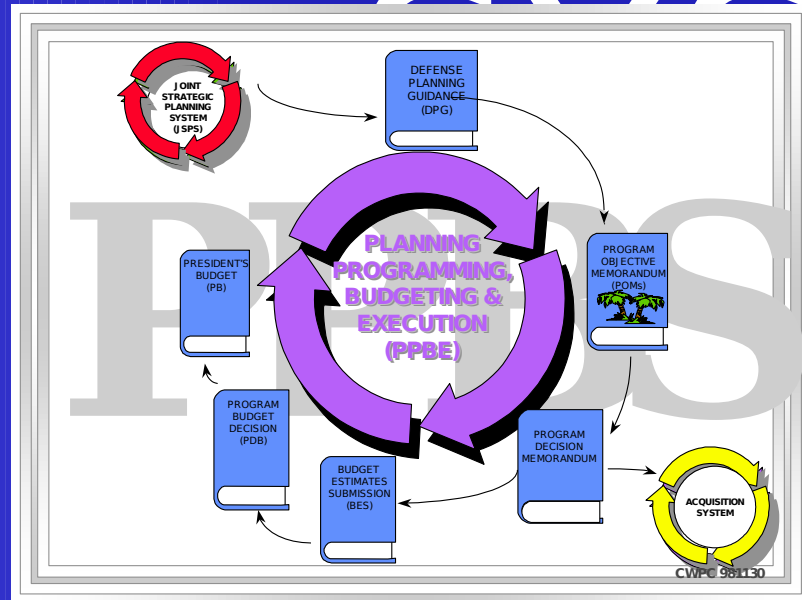 PPBS
JOINT
STRATEGIC
PLANNING
SYSTEM
(JSPS)
DEFENSE
PLANNING
GUIDANCE
(DPG)
PLANNING
PROGRAMMING,
BUDGETING &
EXECUTION
(PPBE)
PROGRAM
OBJECTIVE
MEMORANDUM
(POMs)
PRESIDENT'S
BUDGET
(PB)
PROGRAM
BUDGET
DECISION
(PDB)
BUDGET
ESTIMATES
SUBMISSION
(BES)
PROGRAM
DECISION
MEMORANDUM
ACQUISITION
SYSTEM
CWPC 981130